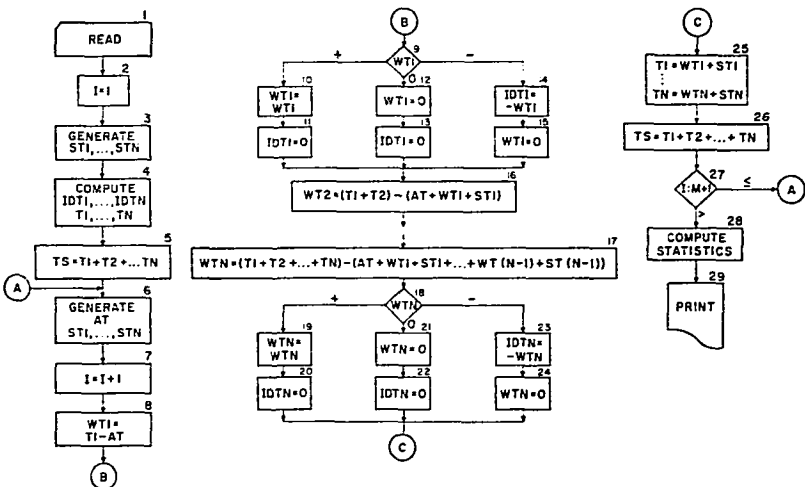 1
READ
2
I=1
3
GENERATE
ST1,...,STN
4
COMPUTE
IDT1,...,IDTN
T1,...,TN
5
TS=T1+T2+...TN
A
6
GENERATE
AT
ST1,...,STN
7
I=I+1
8
WT1=
T1-AT
B
B
9
WT1
+
-
0
10
WT1=
WT1
11
IDT1=0
12
WT1=0
13
IDT1=0
14
IDT1=
-WT1
15
WT1=0
16
WT2=(T1+T2)-(AT+WT1+ST1)
17
WTN=(T1+T2+...+TN)-(AT+WT1+ST1+...+WT(N-1)+ST(N-1))
18
WTN
+
-
0
19
WTN=
WTN
20
IDTN=0
21
WTN=0
22
IDTN=0
23
IDTN=
-WTN
24
WTN=0
C
C
25
T1=WT1+ST1
⋮
TN=WTN+STN
26
TS=T1+T2+...+TN
27
I:M+1
≤
A
>
28
COMPUTE
STATISTICS
29
PRINT